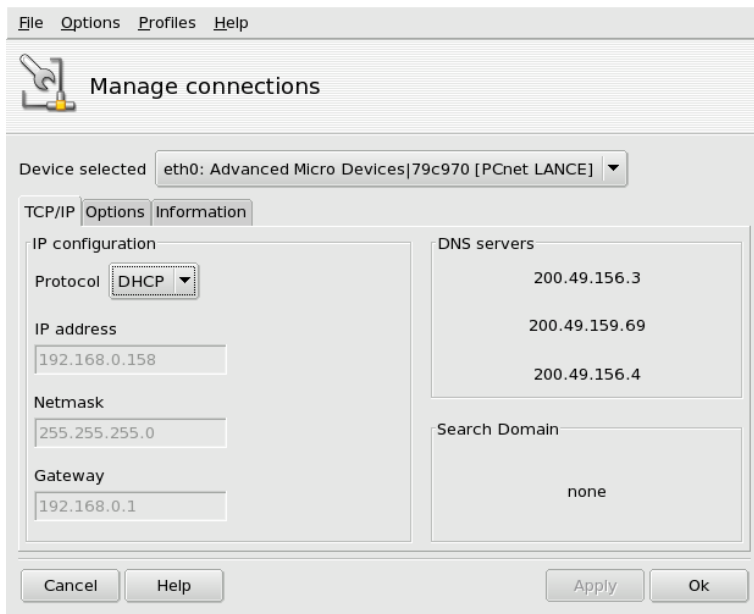 File Options Profiles Help
Manage connections
Device selected eth0: Advanced Micro Devices|79c970 [PCnet LANCE]
TCP/IP Options Information
IP configuration
Protocol DHCP
IP address
192.168.0.158
Netmask
255.255.255.0
Gateway
192.168.0.1
DNS servers
200.49.156.3
200.49.159.69
200.49.156.4
Search Domain
none
Cancel Help Apply Ok